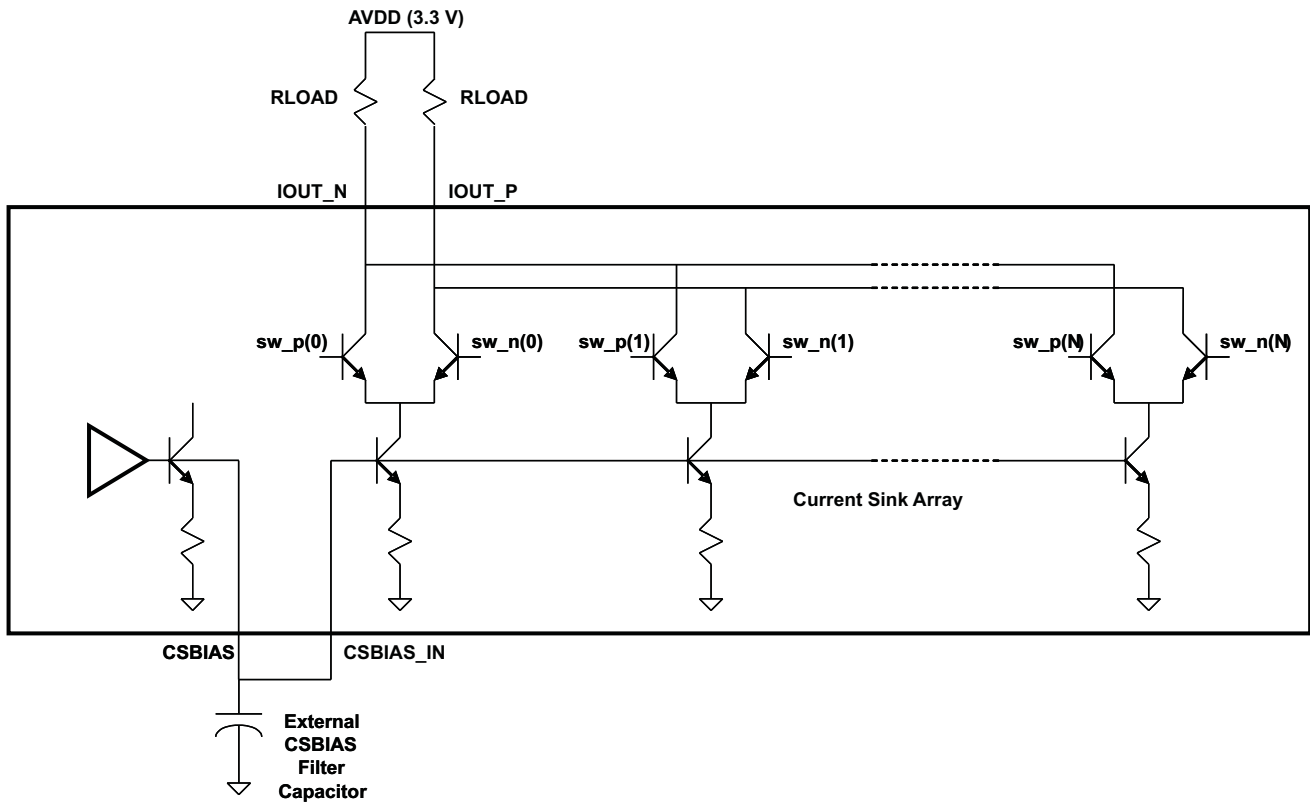 AVDD (3.3 V)
RLOAD
RLOAD
IOUT_N
IOUT_P
sw_p(0)
sw_n(0)
sw_p(1)
sw_n(1)
sw_p(N)
sw_n(N)
Current Sink Array
CSBIAS
CSBIAS_IN
External
CSBIAS
Filter
Capacitor